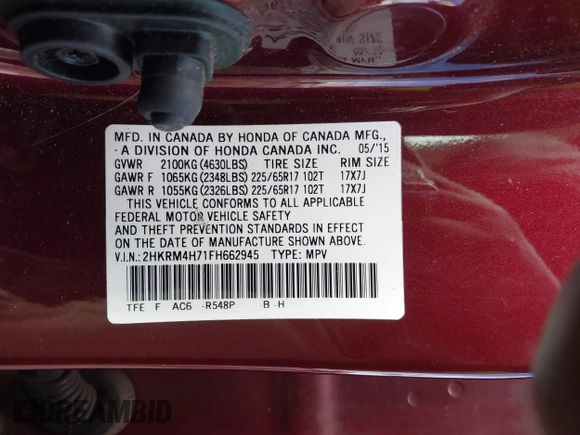 MFD. IN CANADA BY HONDA OF CANADA MFG.,
- A DIVISION OF HONDA CANADA INC. 05/'15
GVWR 2100KG (4630LBS) TIRE SIZE RIM SIZE
GAWR F 1065KG (2348LBS) 225/65R17 102T 17X7J
GAWR R 1055KG (2326LBS) 225/65R17 102T 17X7J
THIS VEHICLE CONFORMS TO ALL APPLICABLE
FEDERAL MOTOR VEHICLE SAFETY
AND THEFT PREVENTION STANDARDS IN EFFECT
ON THE DATE OF MANUFACTURE SHOWN ABOVE.
V.I.N.: 2HKRM4H71FH662945 TYPE: MPV
TFE F AC6 -R548P -B -H
DREAMBID